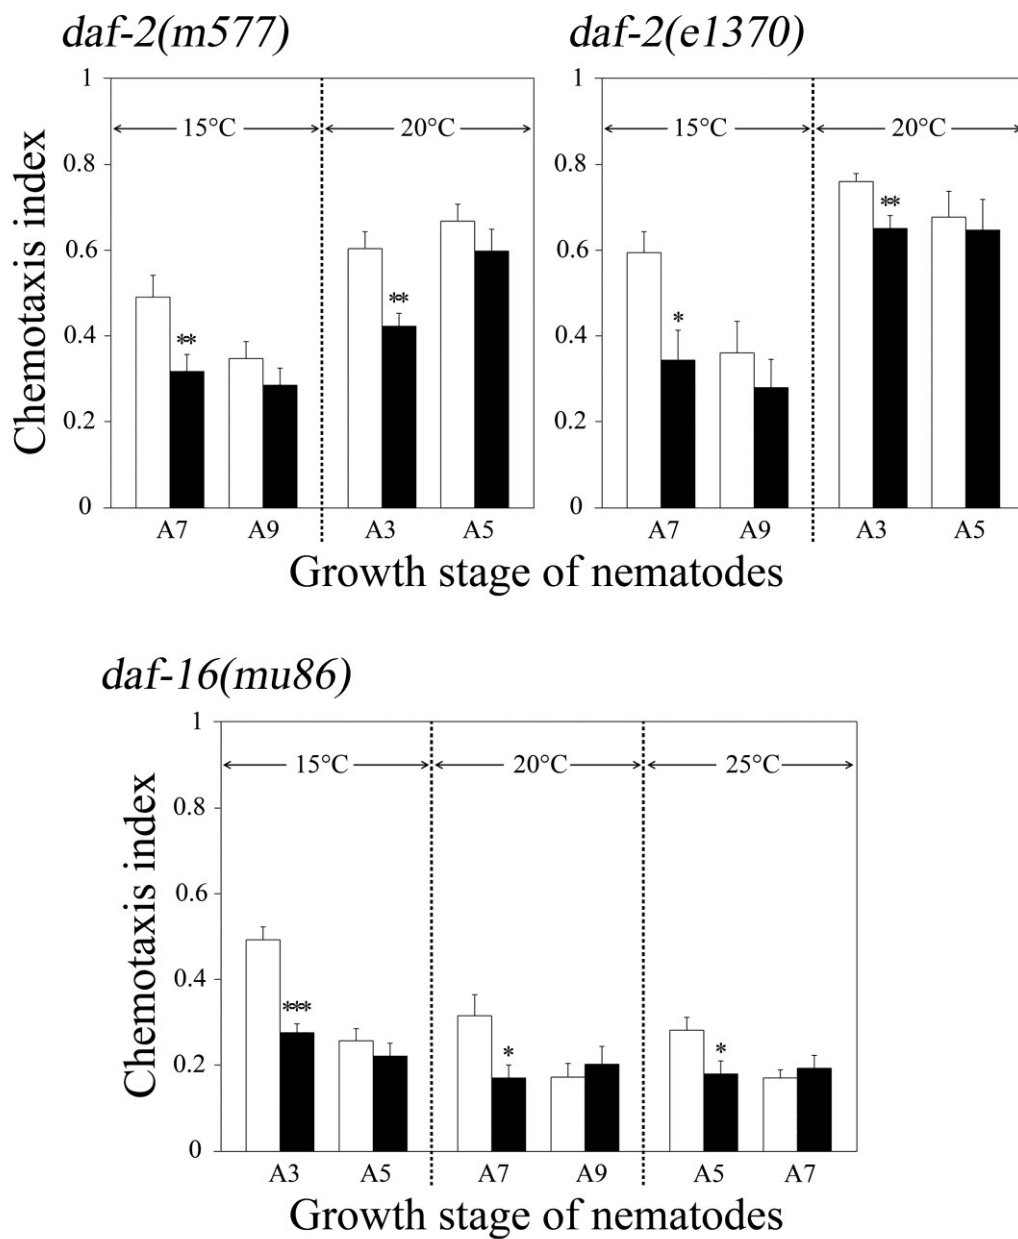 daf-2(m577)
daf-2(e1370)
Chemotaxis index
1
0.8
0.6
0.4
0.2
0
15°C
20°C
**
**
A7
A9
A3
A5
1
0.8
0.6
0.4
0.2
0
15°C
20°C
*
**
A7
A9
A3
A5
Growth stage of nematodes
daf-16(mu86)
Chemotaxis index
1
0.8
0.6
0.4
0.2
0
15°C
20°C
25°C
***
*
*
A3
A5
A7
A9
A5
A7
Growth stage of nematodes